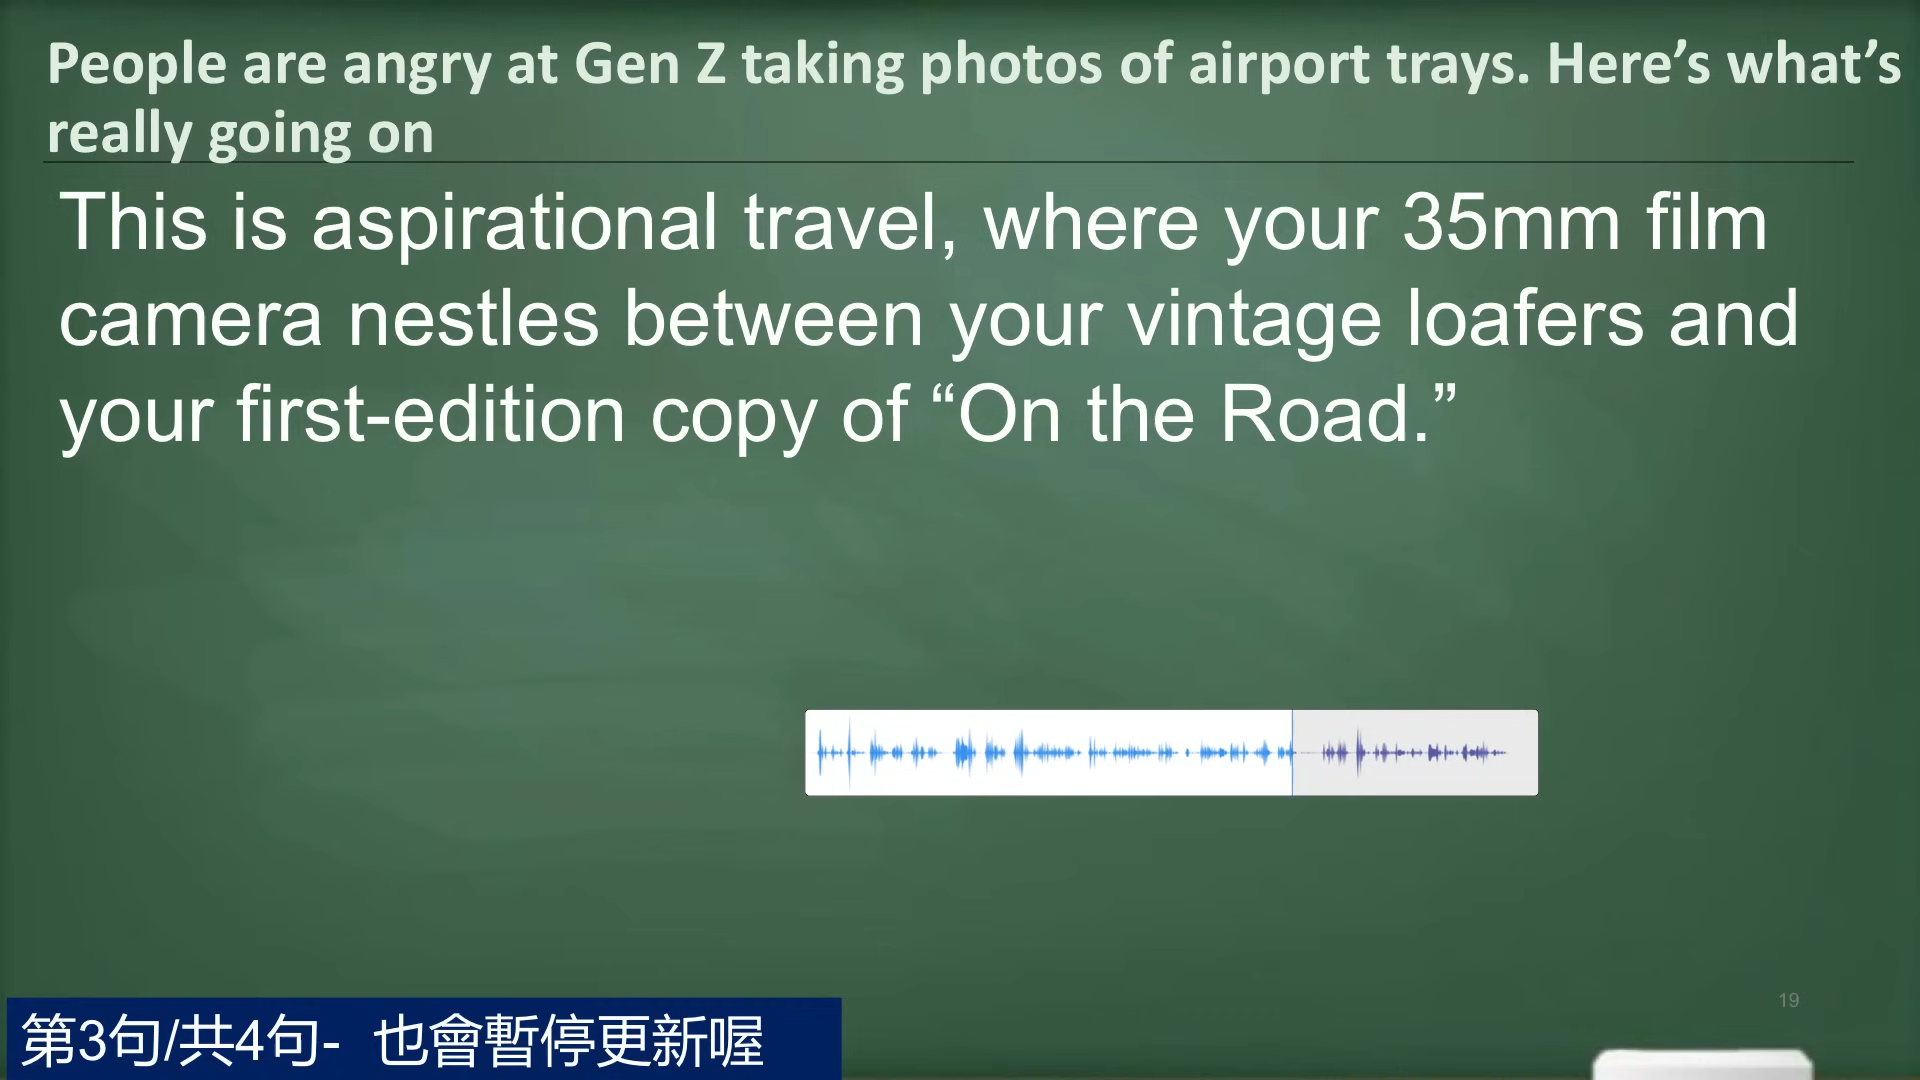 People are angry at Gen Z taking photos of airport trays. Here’s what’s
really going on
This is aspirational travel, where your 35mm film
camera nestles between your vintage loafers and
your first-edition copy of “On the Road.”
19
第3句/共4句- 也會暫停更新喔